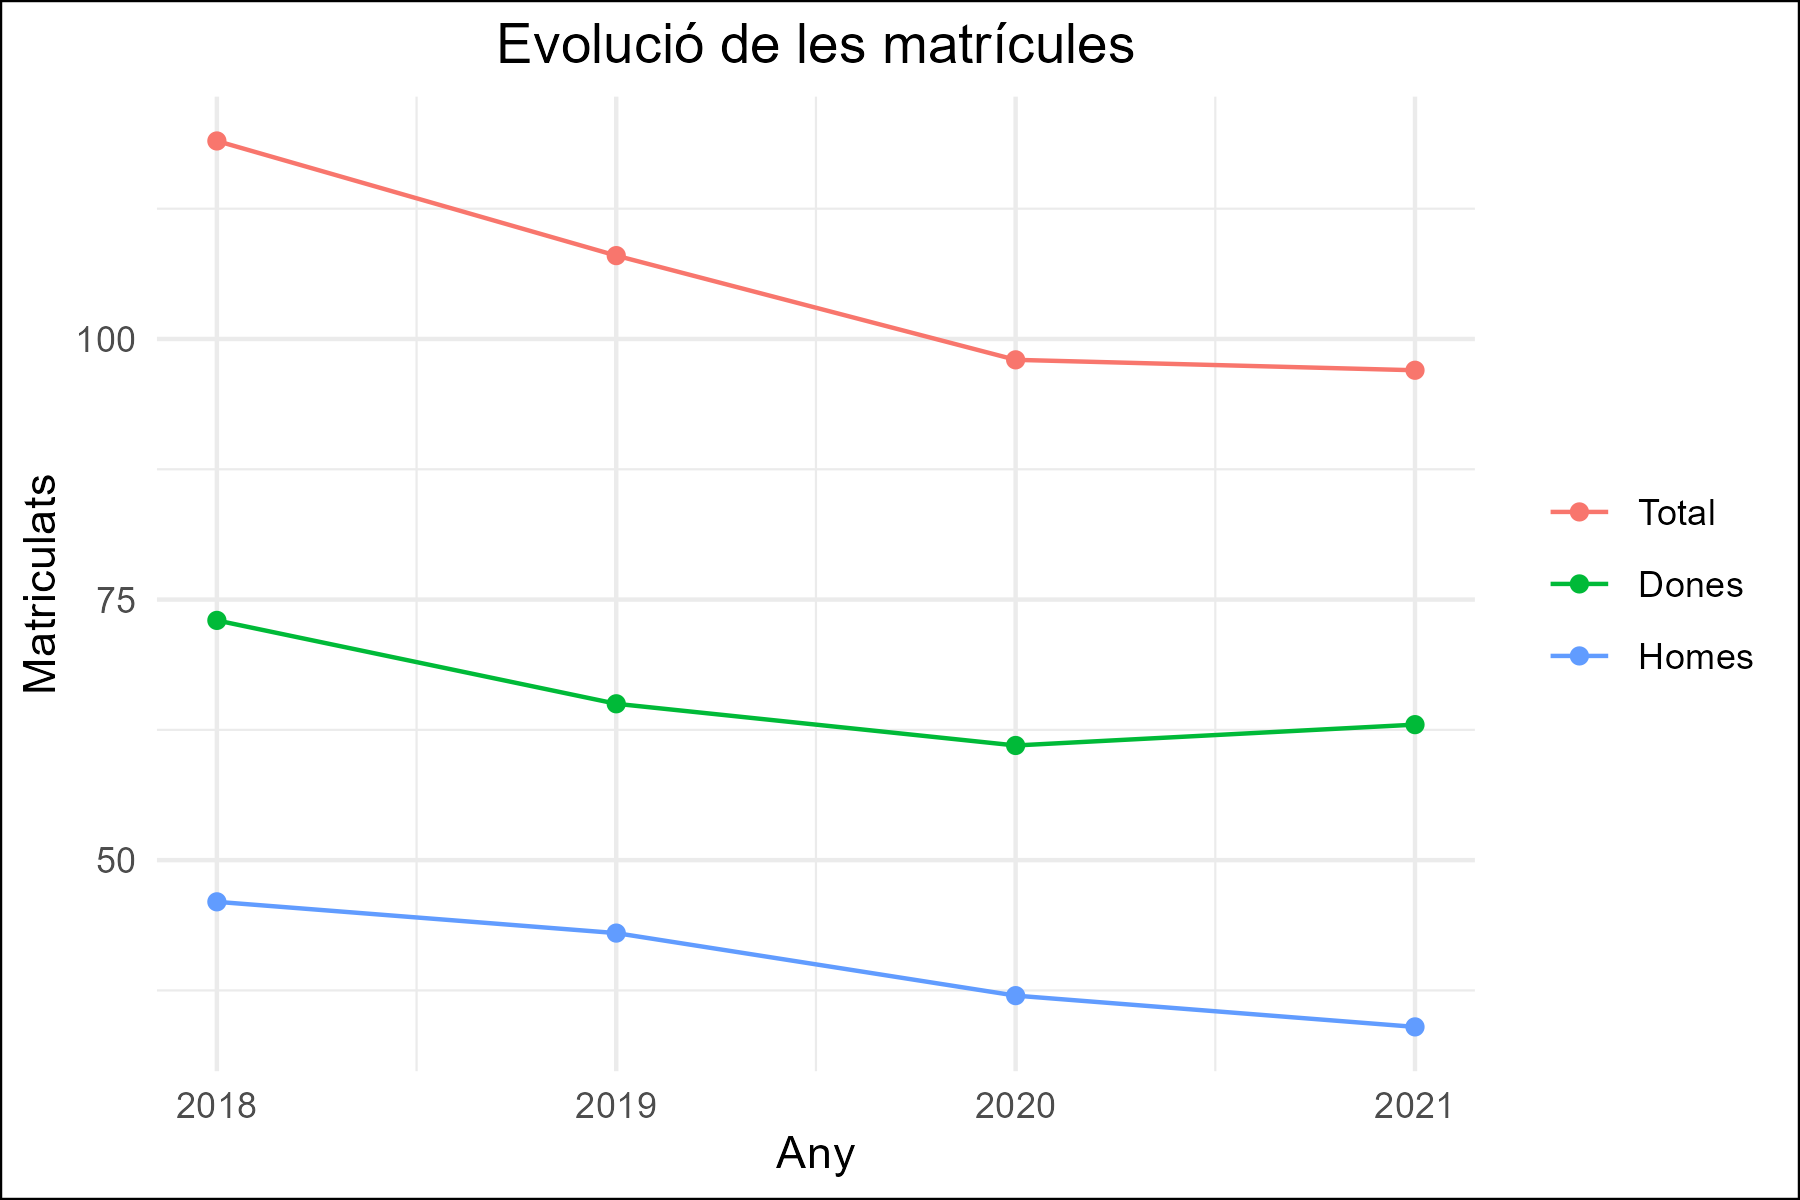 Evolució de les matrícules
Matriculats
100
75
50
2018
2019
2020
2021
Any
Total
Dones
Homes